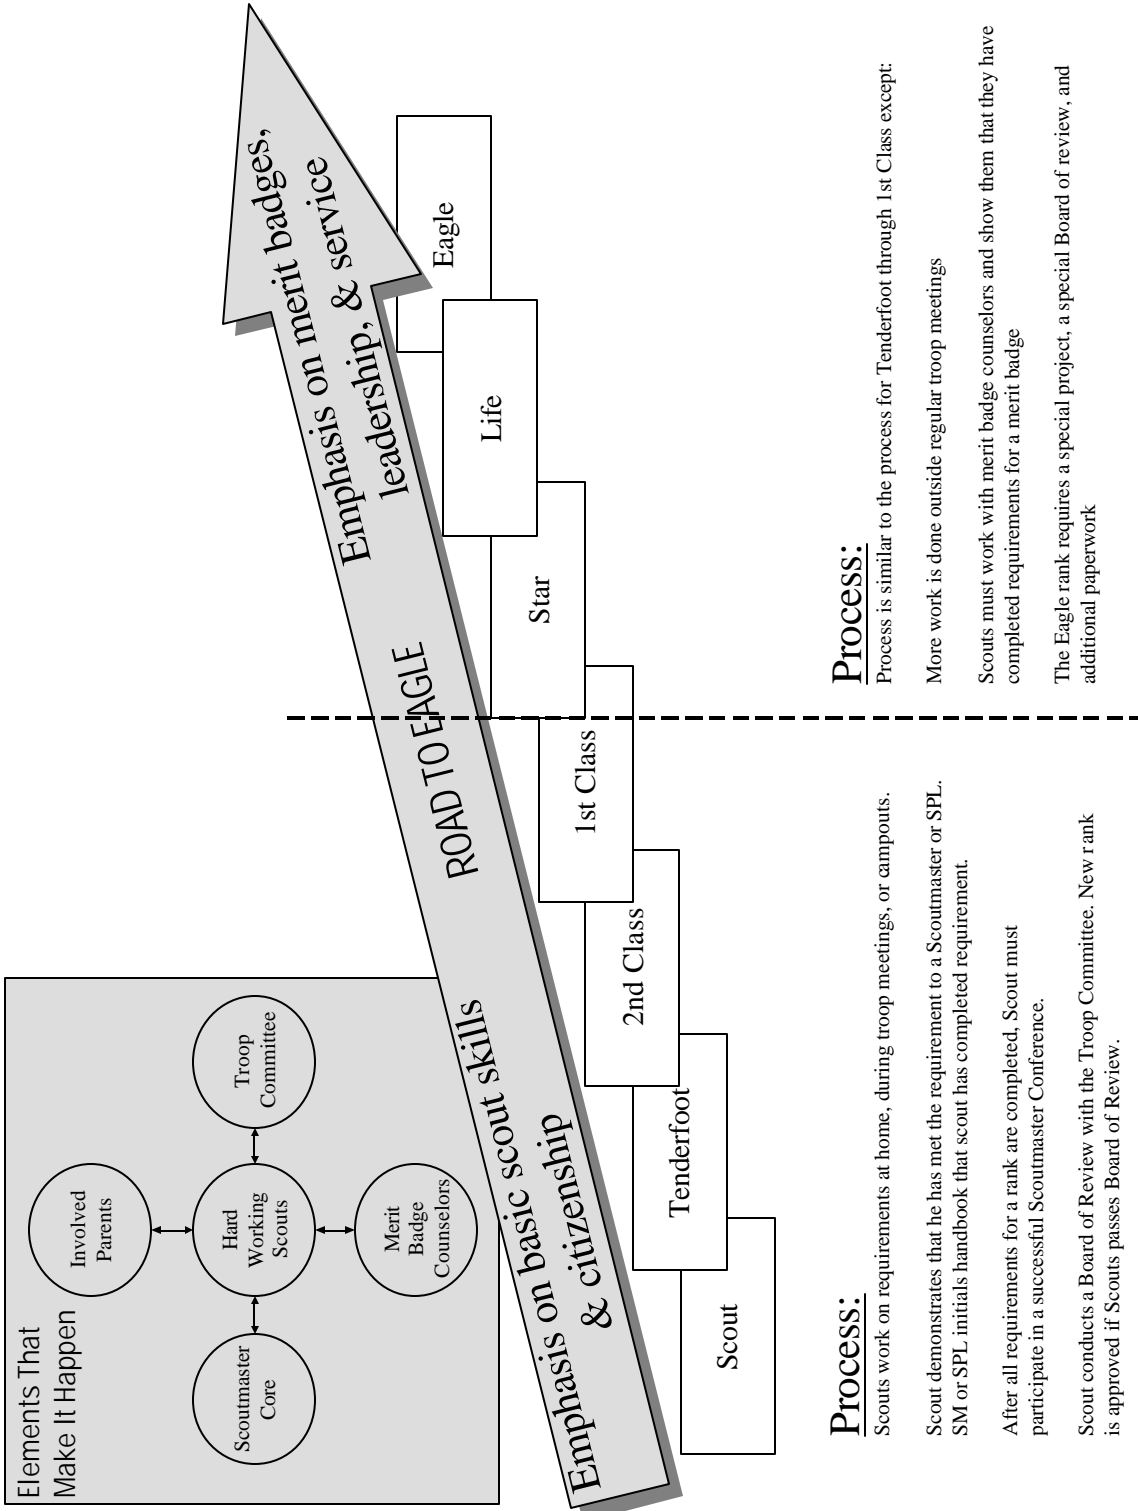 Elements That
Make It Happen
Involved
Parents
Scoutmaster
Core
Hard
Working
Scouts
Troop
Committee
Merit
Badge
Counselors
Emphasis on basic scout skills
& citizenship
ROAD TO EAGLE
Emphasis on merit badges,
leadership, & service
Eagle
Life
Star
1st Class
2nd Class
Tenderfoot
Scout
Process:
Scouts work on requirements at home, during troop meetings, or campouts.
Scout demonstrates that he has met the requirement to a Scoutmaster or SPL.
SM or SPL initials handbook that scout has completed requirement.
After all requirements for a rank are completed, Scout must
participate in a successful Scoutmaster Conference.
Scout conducts a Board of Review with the Troop Committee. New rank
is approved if Scouts passes Board of Review.
Process:
Process is similar to the process for Tenderfoot through 1st Class except:
More work is done outside regular troop meetings
Scouts must work with merit badge counselors and show them that they have
completed requirements for a merit badge
The Eagle rank requires a special project, a special Board of review, and
additional paperwork